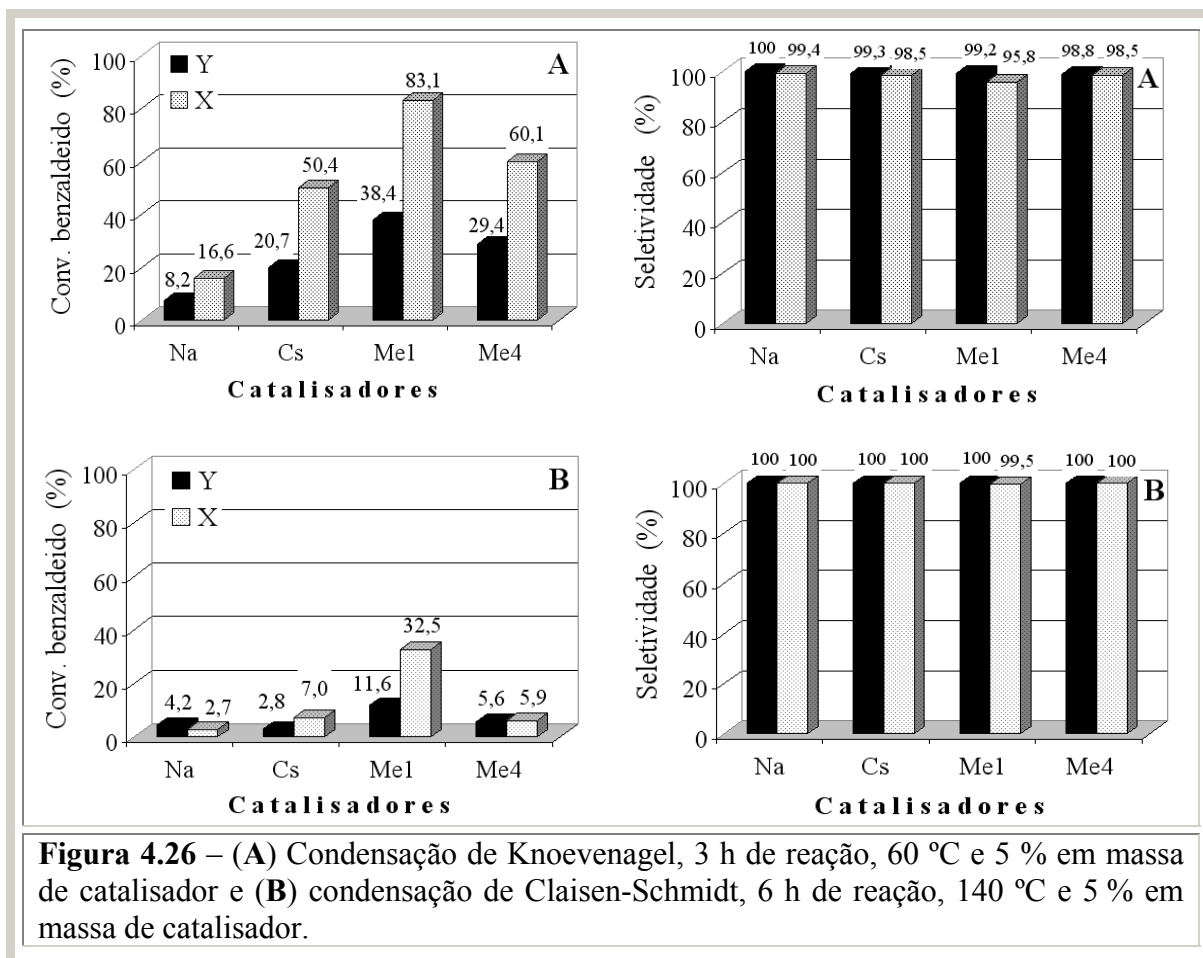 Conv. benzaldeido (%)
100
80
60
40
20
0
Y
X
A
8,2
16,6
20,7
50,4
38,4
83,1
29,4
60,1
Na Cs Me1 Me4
Catalisadores
Seletividade (%)
100
80
60
40
20
0
A
100 99,4 99,3 98,5 99,2 95,8 98,8 98,5
Na Cs Me1 Me4
Catalisadores
Conv. benzaldeido (%)
100
80
60
40
20
0
Y
X
B
4,2
2,7
2,8
7,0
11,6
32,5
5,6
5,9
Na Cs Me1 Me4
Catalisadores
Seletividade (%)
100
80
60
40
20
0
B
100 100 100 100 100 99,5 100 100
Na Cs Me1 Me4
Catalisadores
Figura 4.26 – (A) Condensação de Knoevenagel, 3 h de reação, 60 ºC e 5 % em massa
de catalisador e (B) condensação de Claisen-Schmidt, 6 h de reação, 140 ºC e 5 % em
massa de catalisador.